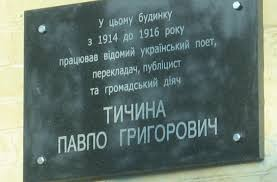 У цьому будинку
з 1914 до 1916 року
працював відомий український поет,
перекладач, публіцист
та громадський діяч
ТИЧИНА
ПАВЛО ГРИГОРОВИЧ